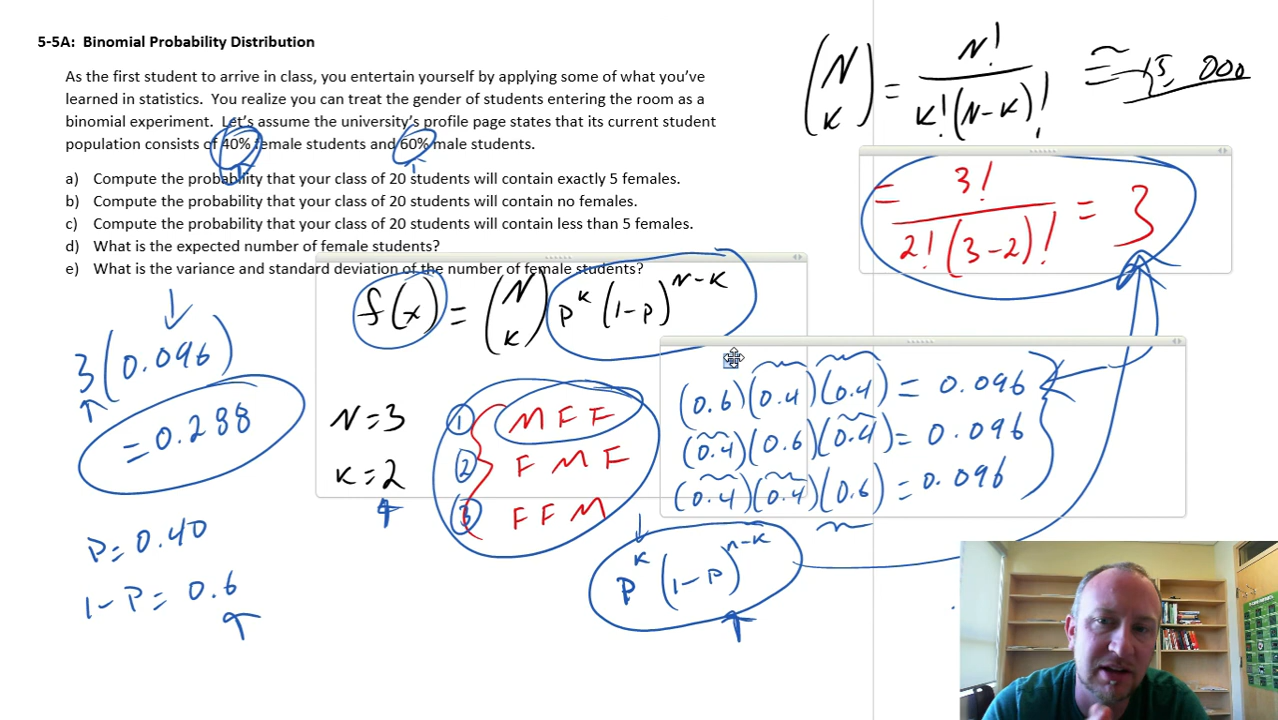 5-5A: Binomial Probability Distribution
As the first student to arrive in class, you entertain yourself by applying some of what you've
learned in statistics. You realize you can treat the gender of students entering the room as a
binomial experiment. Let's assume the university's profile page states that its current student
population consists of 40% female students and 60% male students.
a) Compute the probability that your class of 20 students will contain exactly 5 females.
b) Compute the probability that your class of 20 students will contain no females.
c) Compute the probability that your class of 20 students will contain less than 5 females.
d) What is the expected number of female students?
e) What is the variance and standard deviation of the number of female students?
(N K) = N! / K!(N-K)! ≅ 15,000
= 3! / 2!(3-2)! = 3
f(x) = (N K) P^K (1-P)^N-K
3(0.096)
= 0.288
P = 0.40
1-P = 0.6
N=3
K=2
1 M F F
2 F M F
3 F F M
(0.6)(0.4)(0.4) = 0.096
(0.4)(0.6)(0.4) = 0.096
(0.4)(0.4)(0.6) = 0.096
P^K (1-P)^n-K